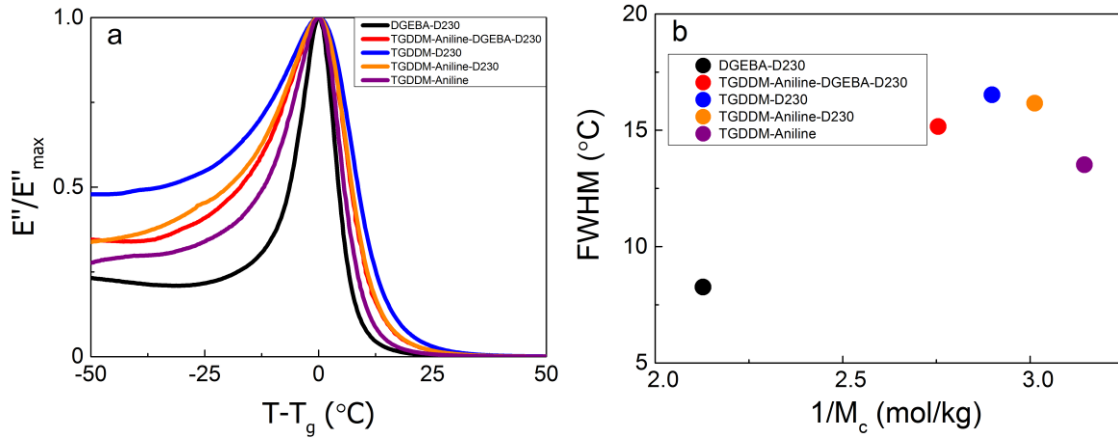 a
DGEBA-D230
TGDDM-Aniline-DGEBA-D230
TGDDM-D230
TGDDM-Aniline-D230
TGDDM-Aniline
1.0
0.5
0
E"/E"max
-50
-25
0
25
50
T-Tg (°C)
b
DGEBA-D230
TGDDM-Aniline-DGEBA-D230
TGDDM-D230
TGDDM-Aniline-D230
TGDDM-Aniline
20
15
10
5
FWHM (°C)
2.0
2.5
3.0
1/Mc (mol/kg)